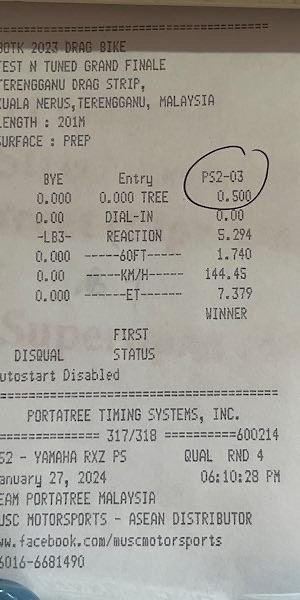 BOTK 2023 DRAG BIKE
TEST N TUNED GRAND FINALE
TERENGGANU DRAG STRIP,
KUALA NERUS,TERENGGANU, MALAYSIA
LENGTH : 201M
SURFACE : PREP
BYE Entry PS2-03
0.000 0.000 TREE 0.500
0.00 DIAL-IN 0.00
-LB3- REACTION 5.294
0.000 ------60FT------ 1.740
0.00 ------KM/H------ 144.45
0.000 ------ET------ 7.379
WINNER
FIRST
DISQUAL STATUS
utostart Disabled
PORTATREE TIMING SYSTEMS, INC.
============= 317/318 ==========600214
S2 - YAMAHA RXZ PS QUAL RND 4
anuary 27, 2024 06:10:28 PM
EAM PORTATREE MALAYSIA
MUSC MOTORSPORTS - ASEAN DISTRIBUTOR
ww.facebook.com/muscmotorsports
6016-6681490